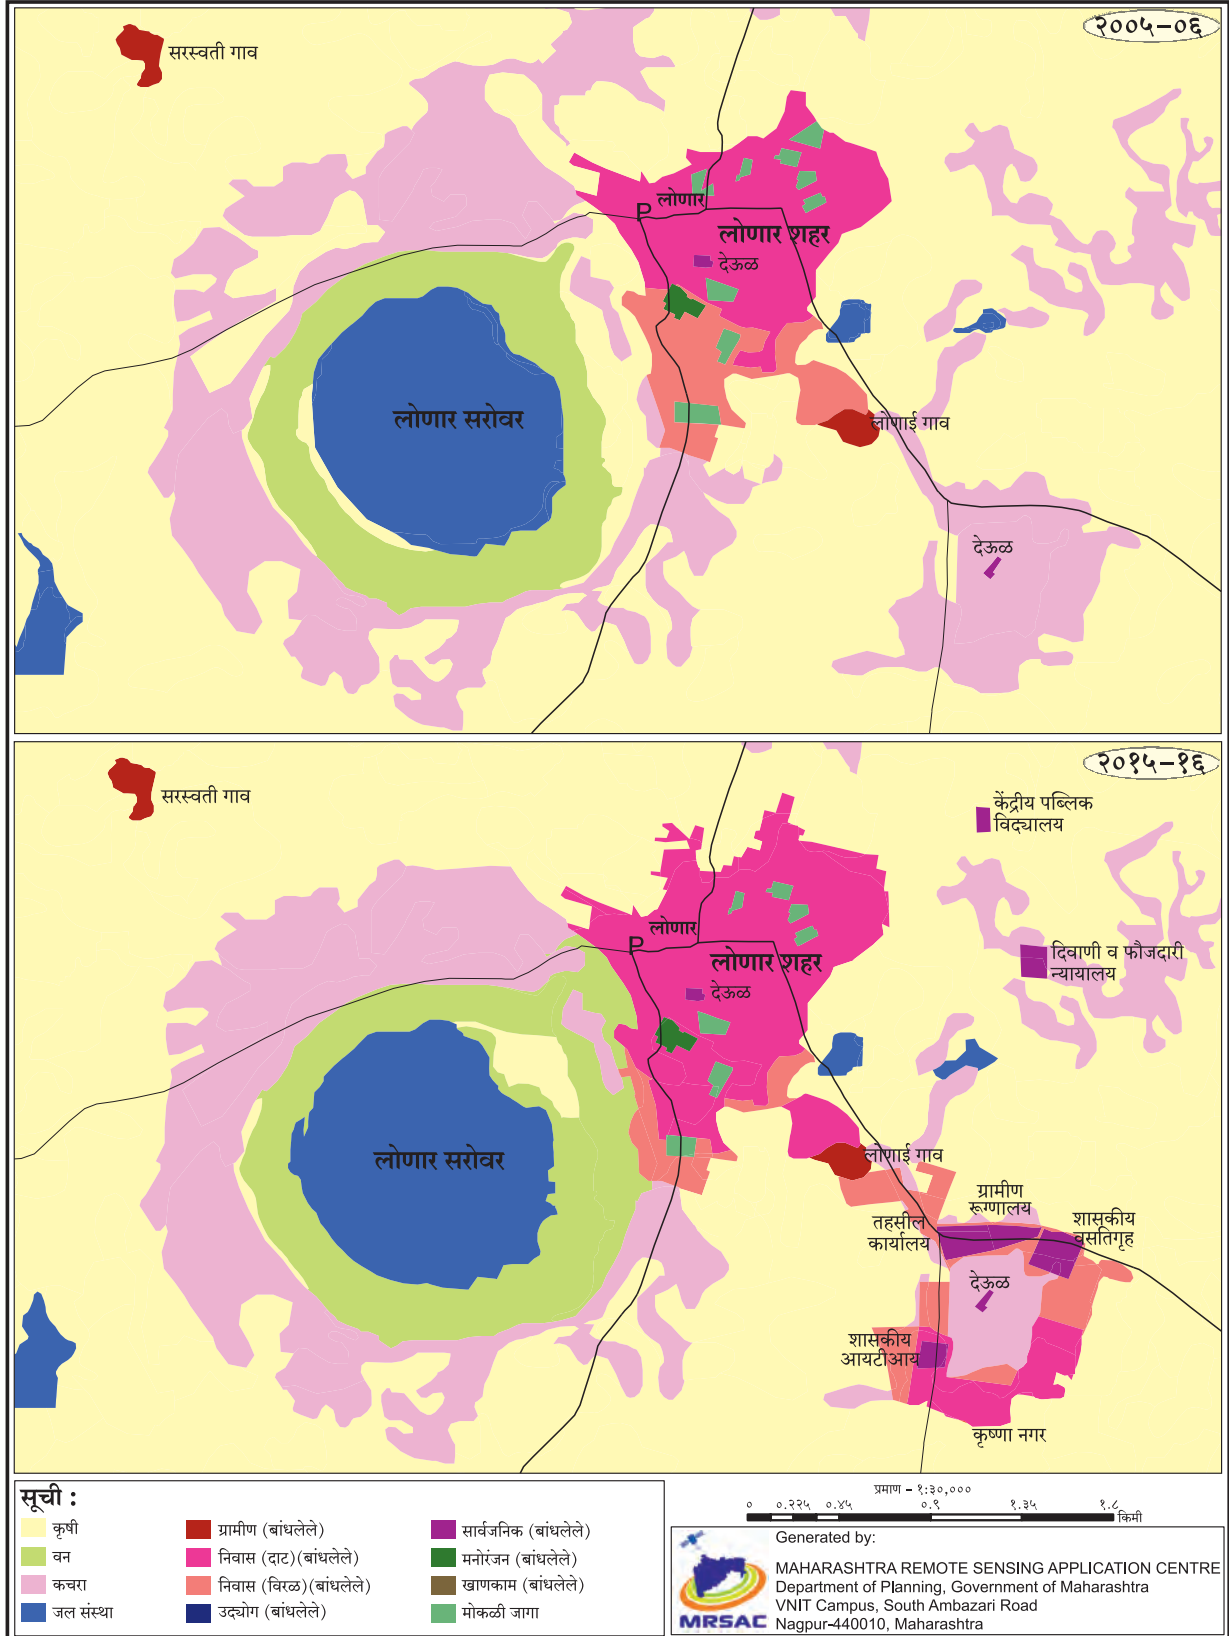 २००५-०६
सरस्वती गाव
लोणार
P
लोणार शहर
देऊळ
लोणार सरोवर
लोणाई गाव
देऊळ
२०१५-१६
सरस्वती गाव
केंद्रीय पब्लिक
विद्यालय
लोणार
P
लोणार शहर
देऊळ
दिवाणी व फौजदारी
न्यायालय
लोणार सरोवर
लोणाई गाव
ग्रामीण
रूग्णालय
तहसील
कार्यालय
शासकीय
वसतिगृह
देऊळ
शासकीय
आयटीआय
कृष्णा नगर
सूची :
कृषी
वन
कचरा
जल संस्था
ग्रामीण (बांधलेले)
निवास (दाट)(बांधलेले)
निवास (विरळ)(बांधलेले)
उद्योग (बांधलेले)
सार्वजनिक (बांधलेले)
मनोरंजन (बांधलेले)
खाणकाम (बांधलेले)
मोकळी जागा
प्रमाण - १:३०,०००
० ०.२२५ ०.४५ ०.९ १.३५ १.८
किमी
Generated by:
MAHARASHTRA REMOTE SENSING APPLICATION CENTRE
Department of Planning, Government of Maharashtra
VNIT Campus, South Ambazari Road
Nagpur-440010, Maharashtra
MRSAC